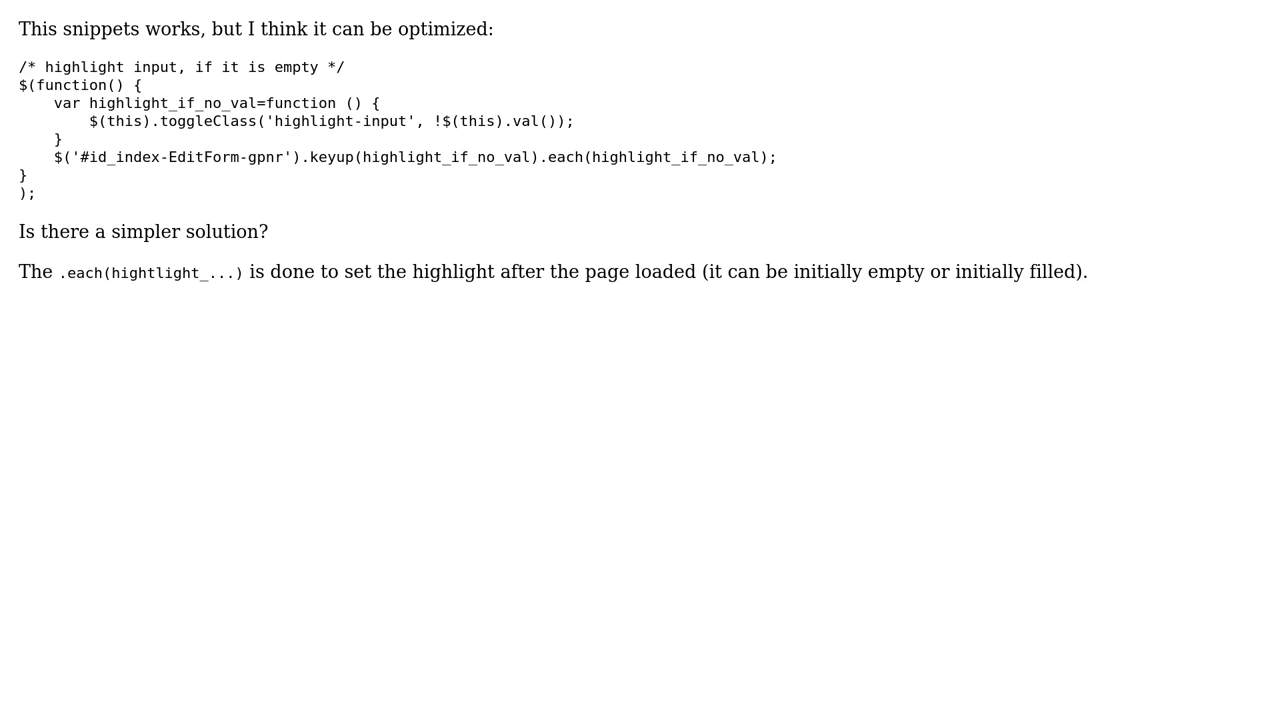 This snippets works, but I think it can be optimized:
/* highlight input, if it is empty */
$(function() {
    var highlight_if_no_val=function () {
        $(this).toggleClass('highlight-input', !$(this).val());
    }
    $('#id_index-EditForm-gpnr').keyup(highlight_if_no_val).each(highlight_if_no_val);
}
);
Is there a simpler solution?
The .each(hightlight_...) is done to set the highlight after the page loaded (it can be initially empty or initially filled).